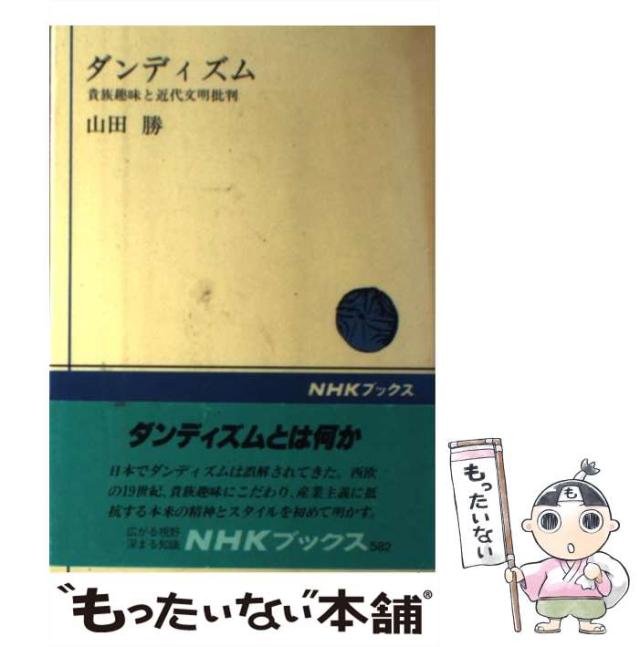 ダンディズム
貴族趣味と近代文明批判
山田 勝
NHKブックス
ダンディズムとは何か
日本でダンディズムは誤解されてきた。西欧
の19世紀、貴族趣味にこだわり、産業主義に抵
抗する本来の精神とスタイルを初めて明かす。
広がる視野
深まる知識
NHKブックス582
"もったいない"本舗®
もったいない
も